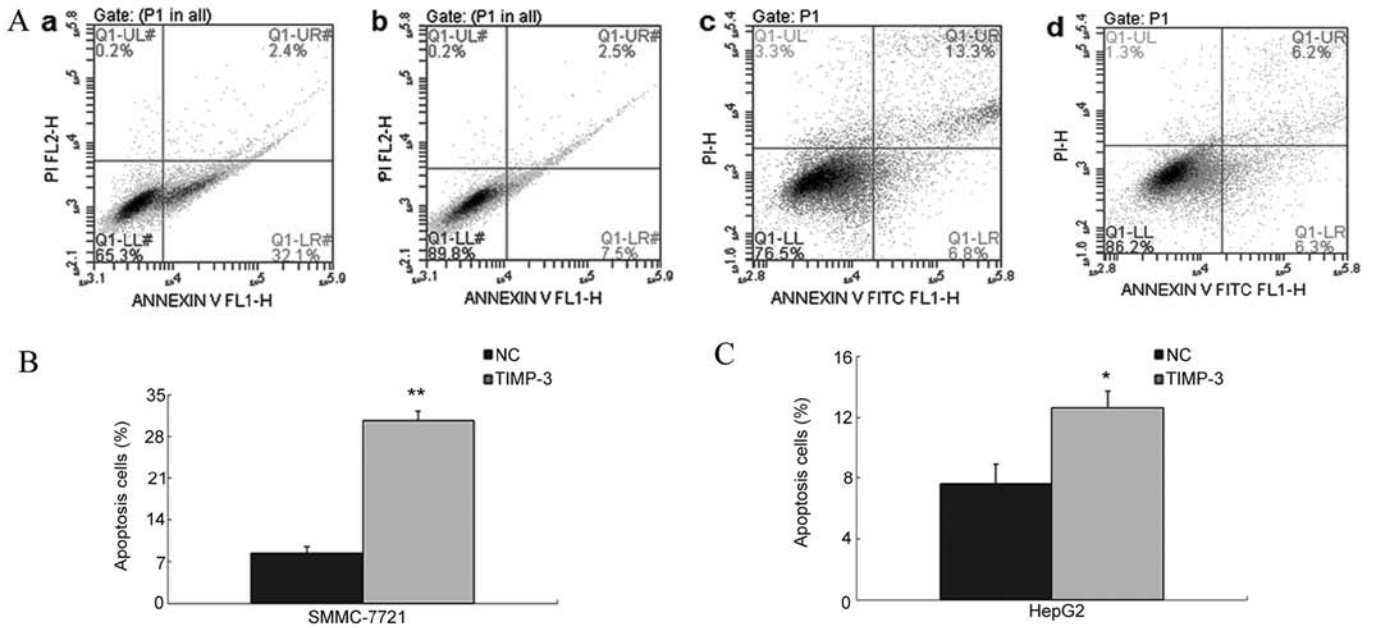 A
a
Gate: (P1 in all)
Q1-UL# Q1-UR#
0.2% 2.4%
Q1-LL# Q1-LR#
65.3% 32.1%
PI FL2-H
ANNEXIN V FL1-H
b
Gate: (P1 in all)
Q1-UL# Q1-UR#
0.2% 2.5%
Q1-LL# Q1-LR#
89.8% 7.5%
PI FL2-H
ANNEXIN V FL1-H
c
Gate: P1
Q1-UL Q1-UR
3.3% 13.3%
Q1-LL Q1-LR
76.5% 6.8%
PI-H
ANNEXIN V FITC FL1-H
d
Gate: P1
Q1-UL Q1-UR
1.3% 6.2%
Q1-LL Q1-LR
86.2% 6.3%
PI-H
ANNEXIN V FITC FL1-H
B
NC
TIMP-3
Apoptosis cells (%)
35
28
21
14
7
0
**
SMMC-7721
C
NC
TIMP-3
Apoptosis cells (%)
16
12
8
4
0
*
HepG2